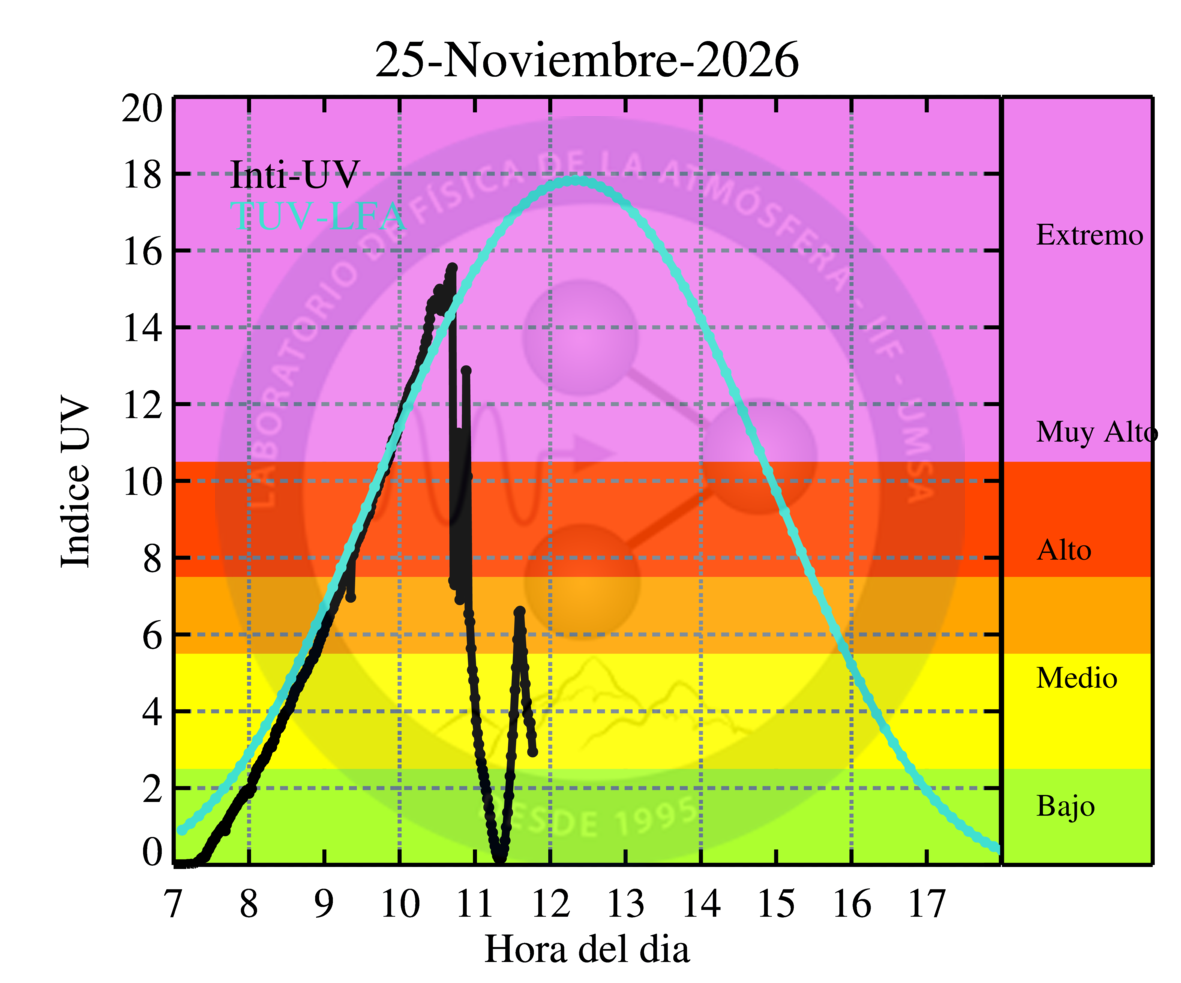 25-Noviembre-2026
20
18
16
14
12
10
8
6
4
2
0
Indice UV
Inti-UV
TUV-LFA
LABORATORIO DE FÍSICA DE LA ATMÓSFERA - IIF - UMSA
DESDE 1995
Extremo
Muy Alto
Alto
Medio
Bajo
7 8 9 10 11 12 13 14 15 16 17
Hora del dia